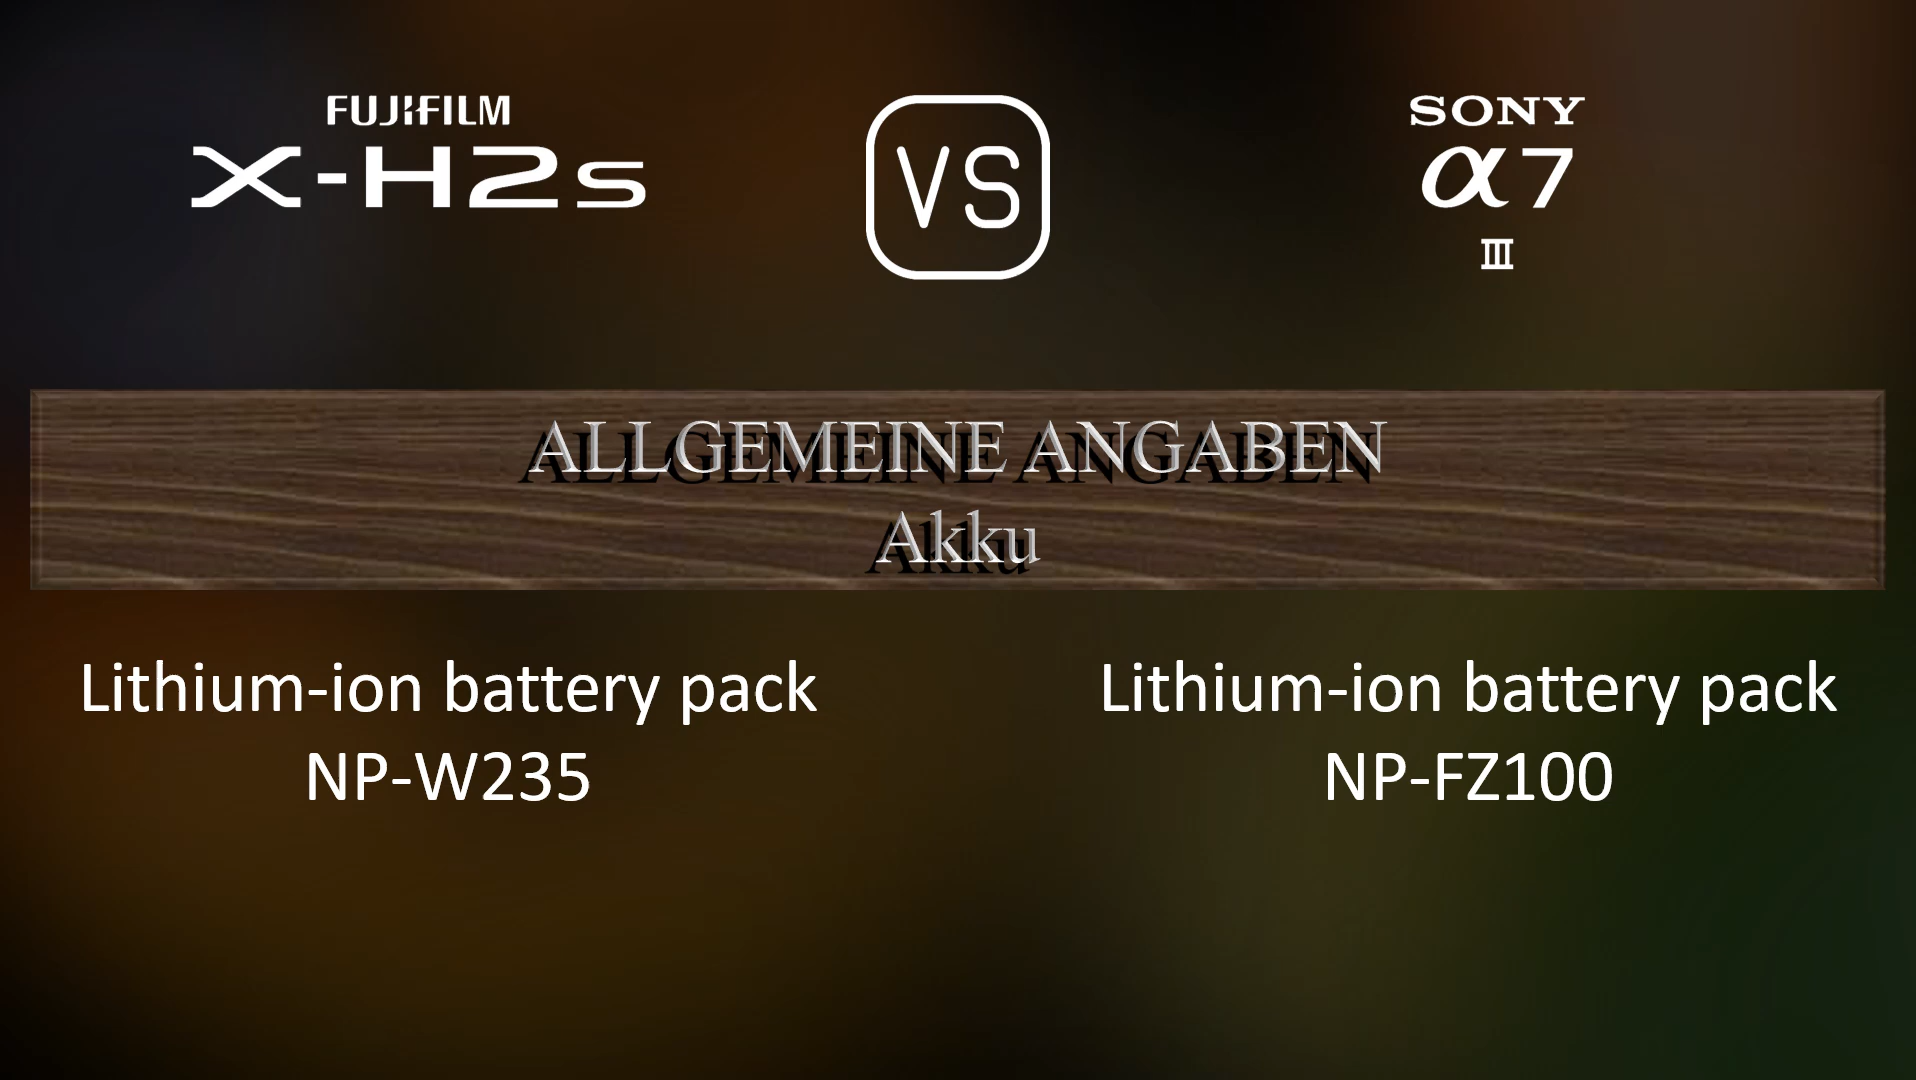 FUJIFILM
X-H2s
VS
SONY
α7
III
ALLGEMEINE ANGABEN
Akku
Lithium-ion battery pack
NP-W235
Lithium-ion battery pack
NP-FZ100